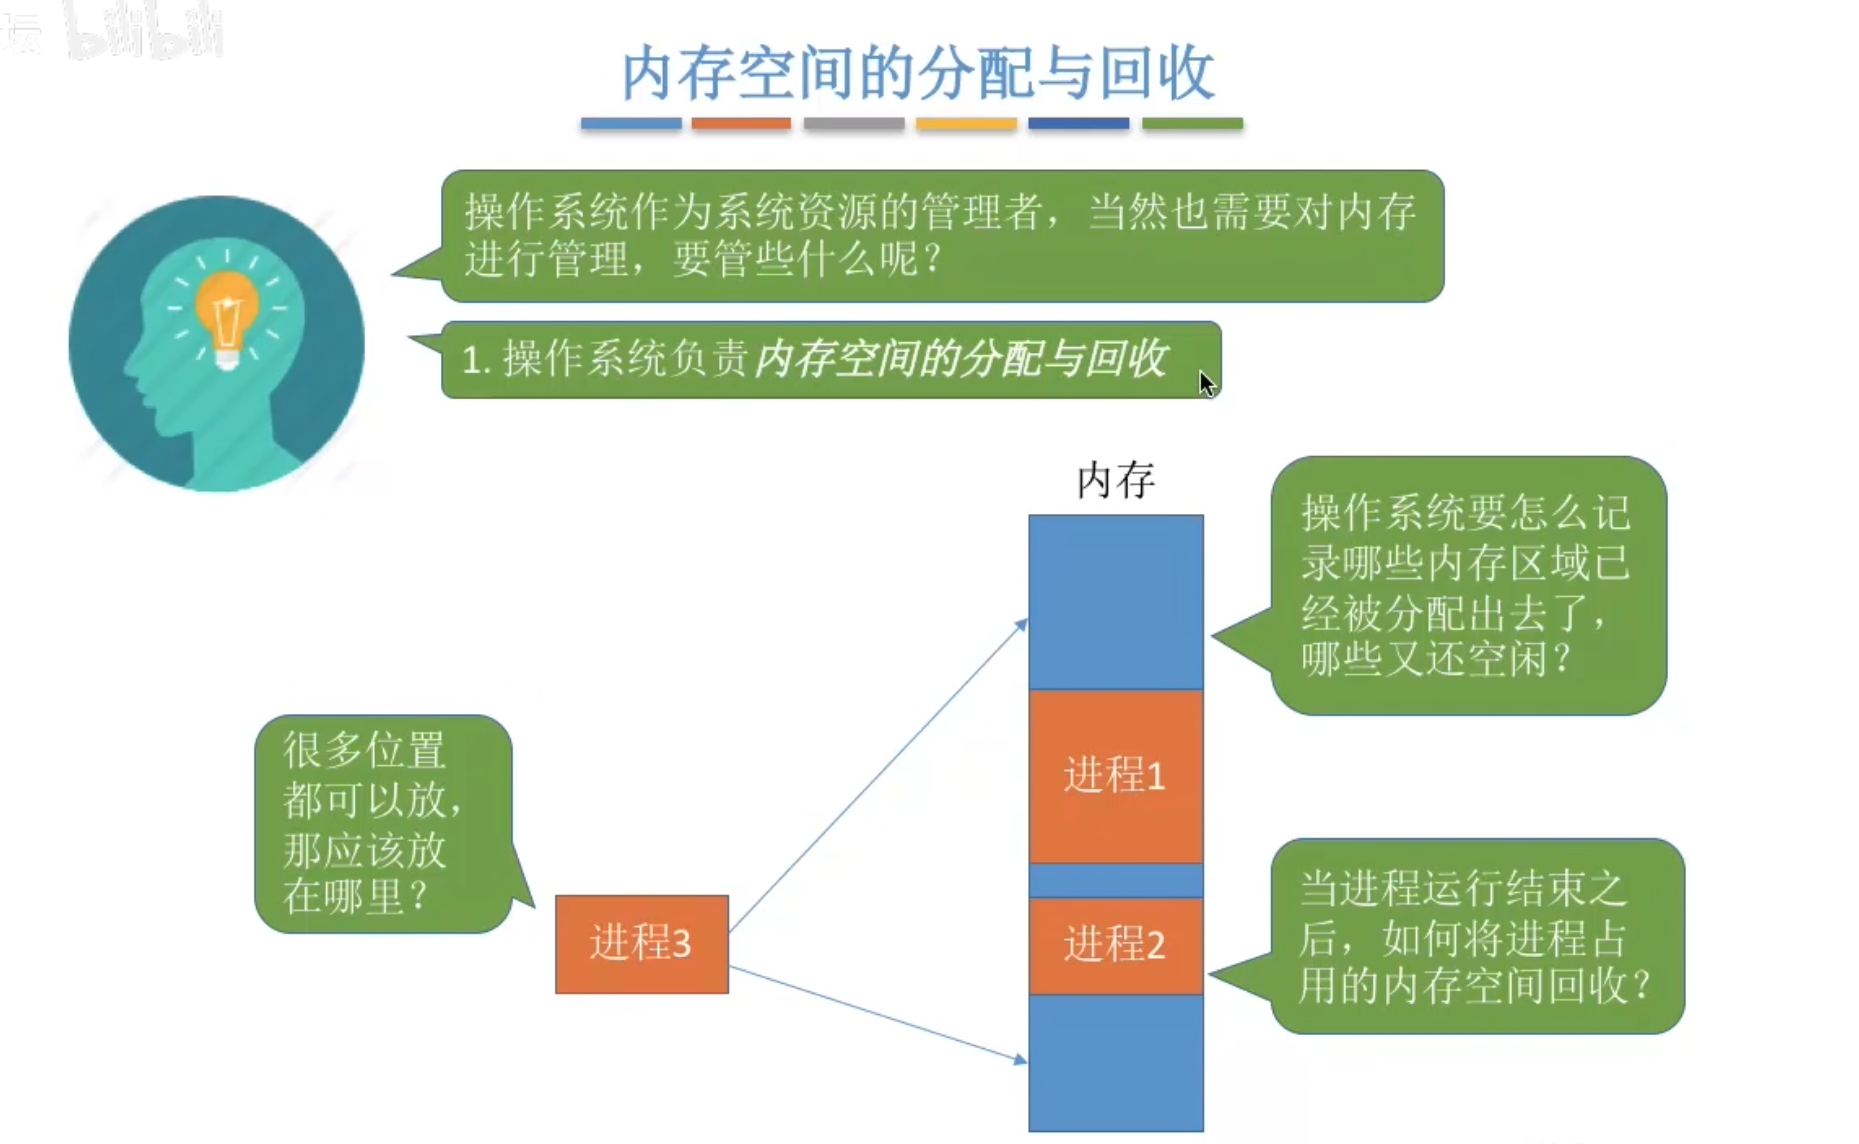 坛 bilibili
内存空间的分配与回收
操作系统作为系统资源的管理者，当然也需要对内存
进行管理，要管些什么呢？
1. 操作系统负责内存空间的分配与回收
内存
操作系统要怎么记
录哪些内存区域已
经被分配出去了，
哪些又还空闲？
进程1
很多位置
都可以放，
那应该放
在哪里？
进程3
进程2
当进程运行结束之
后，如何将进程占
用的内存空间回收？